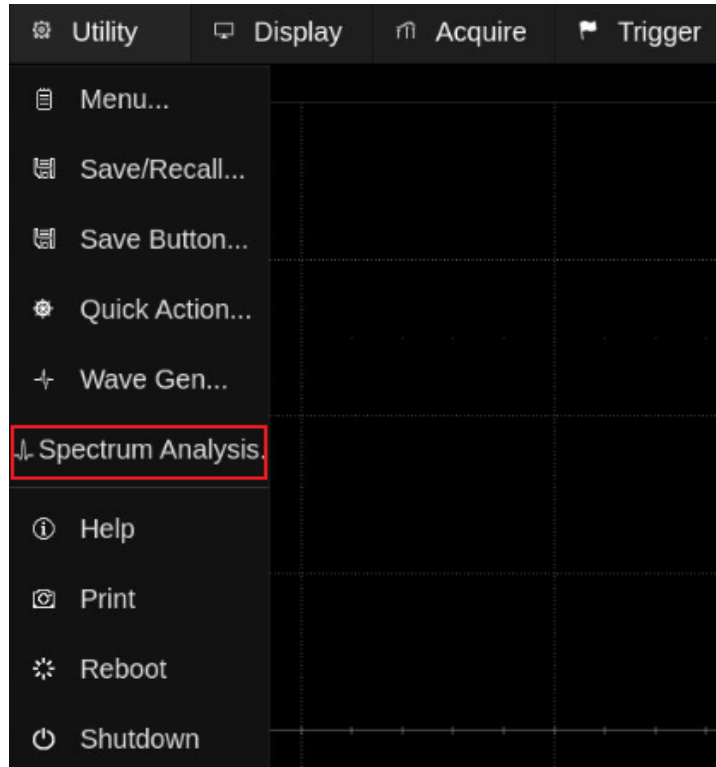 Utility Display Acquire Trigger
Menu...
Save/Recall...
Save Button...
Quick Action...
Wave Gen...
Spectrum Analysis.
Help
Print
Reboot
Shutdown